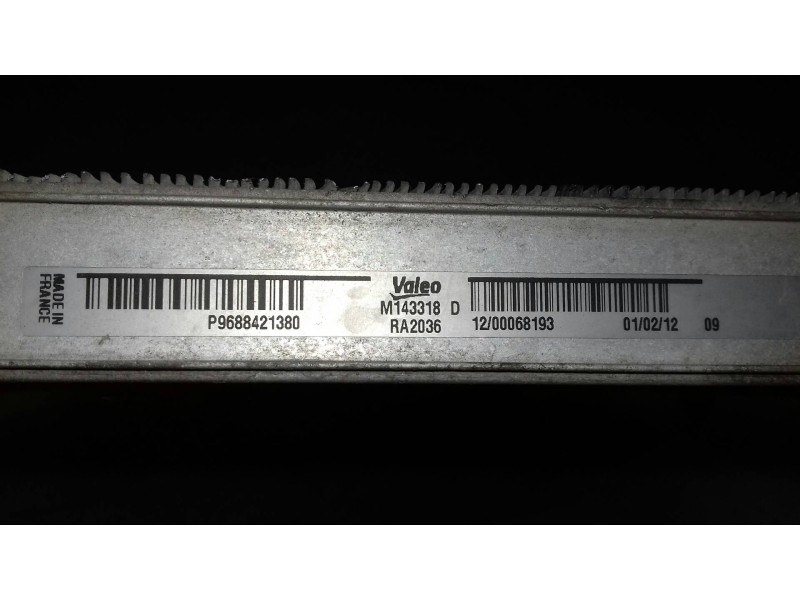 MADE IN
FRANCE
P9688421380
Valeo
M143318 D
RA2036
12/00068193
01/02/12 09